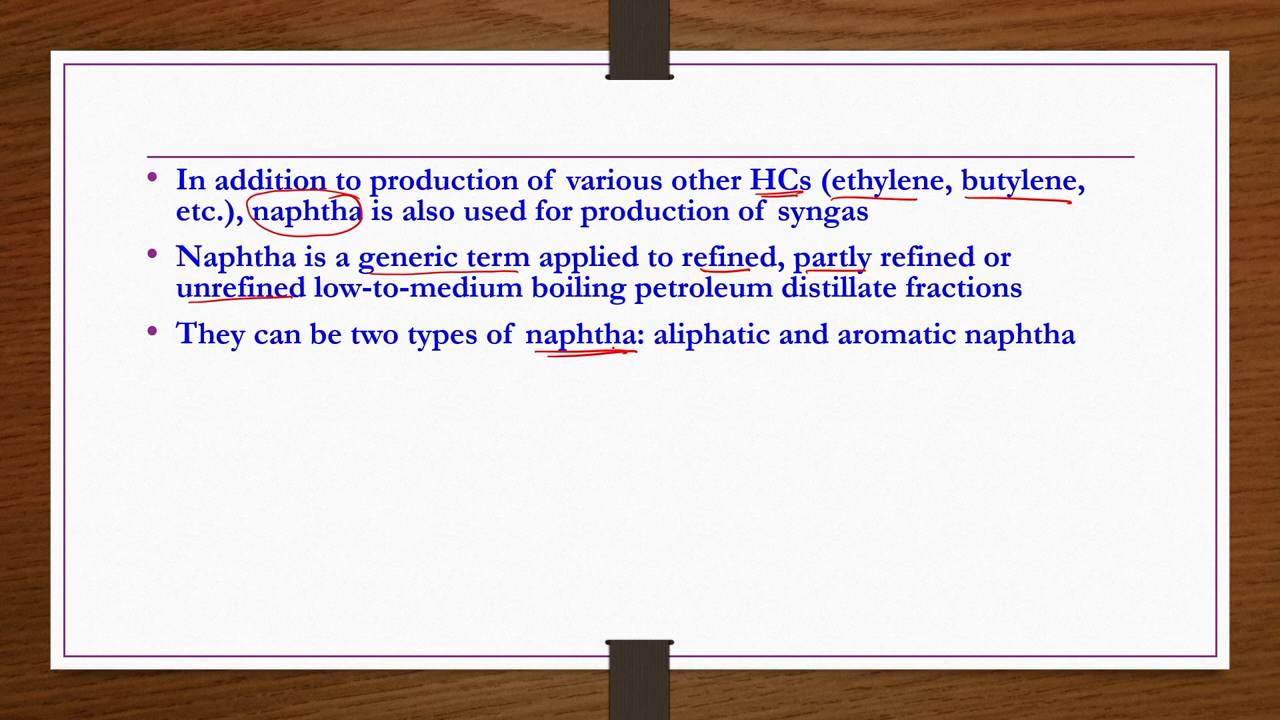 • In addition to production of various other HCs (ethylene, butylene,
etc.), naphtha is also used for production of syngas
• Naphtha is a generic term applied to refined, partly refined or
unrefined low-to-medium boiling petroleum distillate fractions
• They can be two types of naphtha: aliphatic and aromatic naphtha